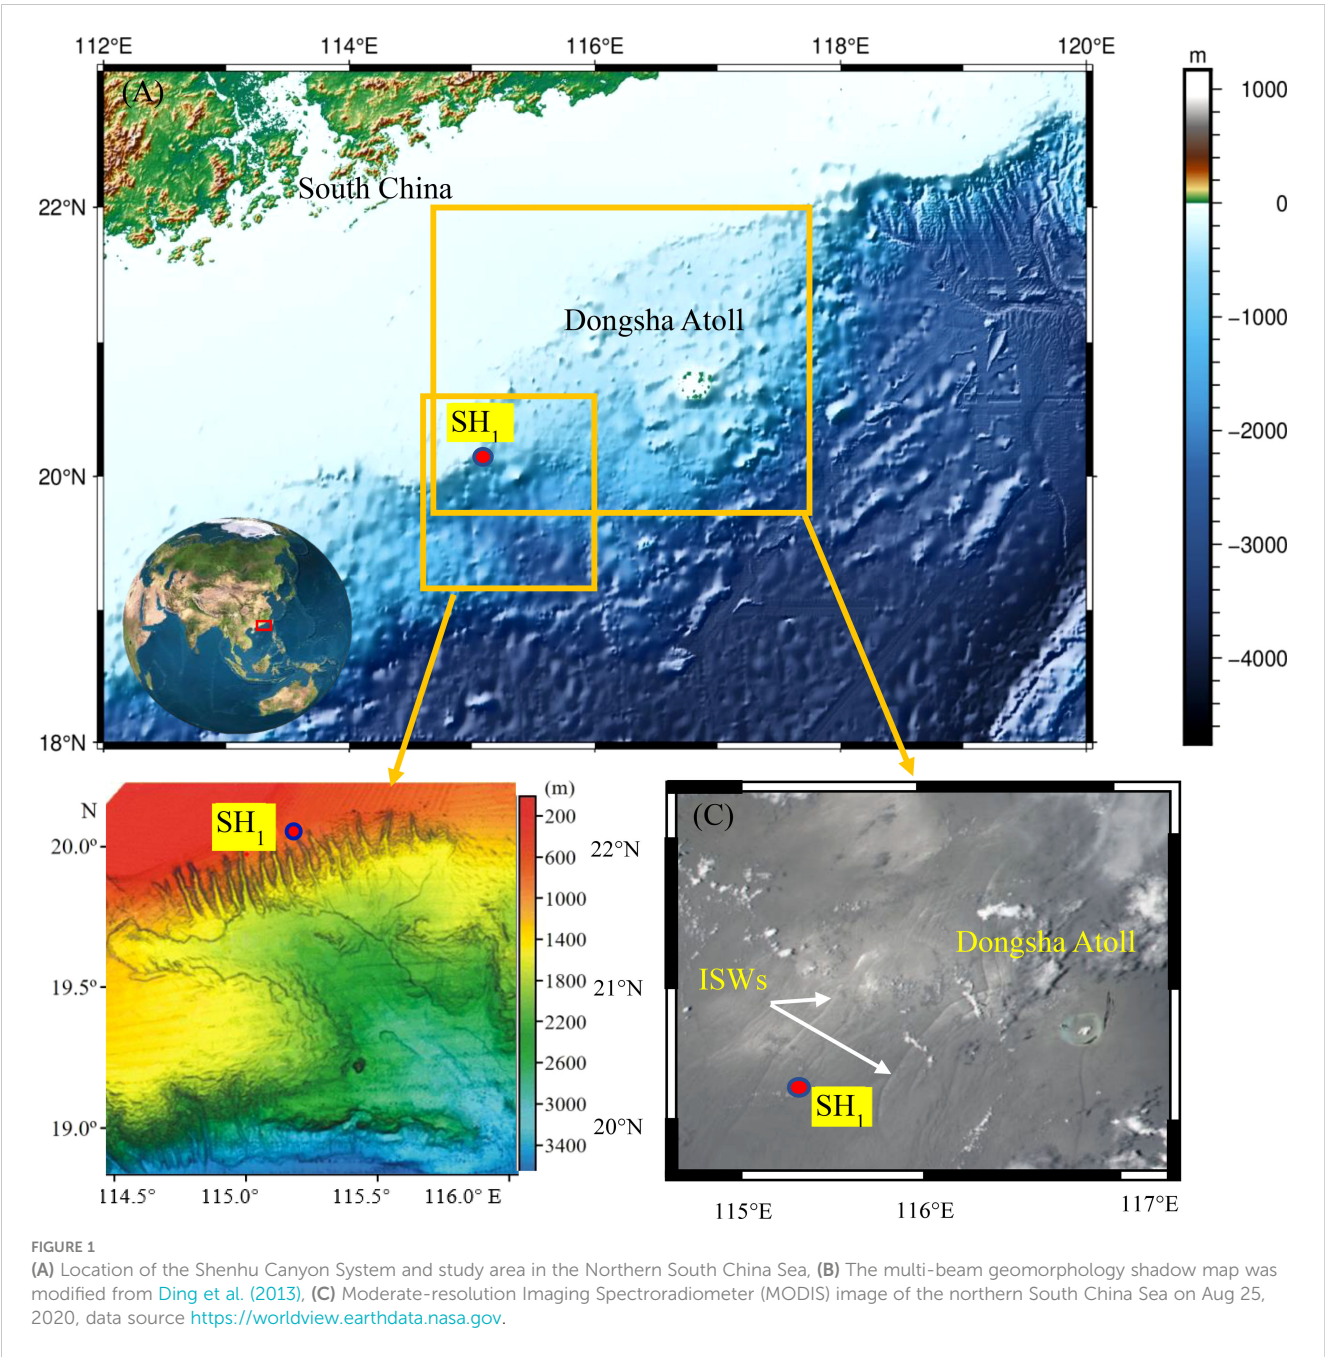 112°E 114°E 116°E 118°E 120°E
m
(A)
1000
South China
22°N
0
Dongsha Atoll
−1000
SH1
−2000
20°N
−3000
−4000
18°N
(m)
N
SH1
200
20.0°
600
1000
1400
19.5°
1800
2200
2600
3000
19.0°
3400
114.5° 115.0° 115.5° 116.0° E
(C)
22°N
Dongsha Atoll
ISWs
21°N
SH1
20°N
115°E 116°E 117°E
FIGURE 1
(A) Location of the Shenhu Canyon System and study area in the Northern South China Sea, (B) The multi-beam geomorphology shadow map was
modified from Ding et al. (2013), (C) Moderate-resolution Imaging Spectroradiometer (MODIS) image of the northern South China Sea on Aug 25,
2020, data source https://worldview.earthdata.nasa.gov.